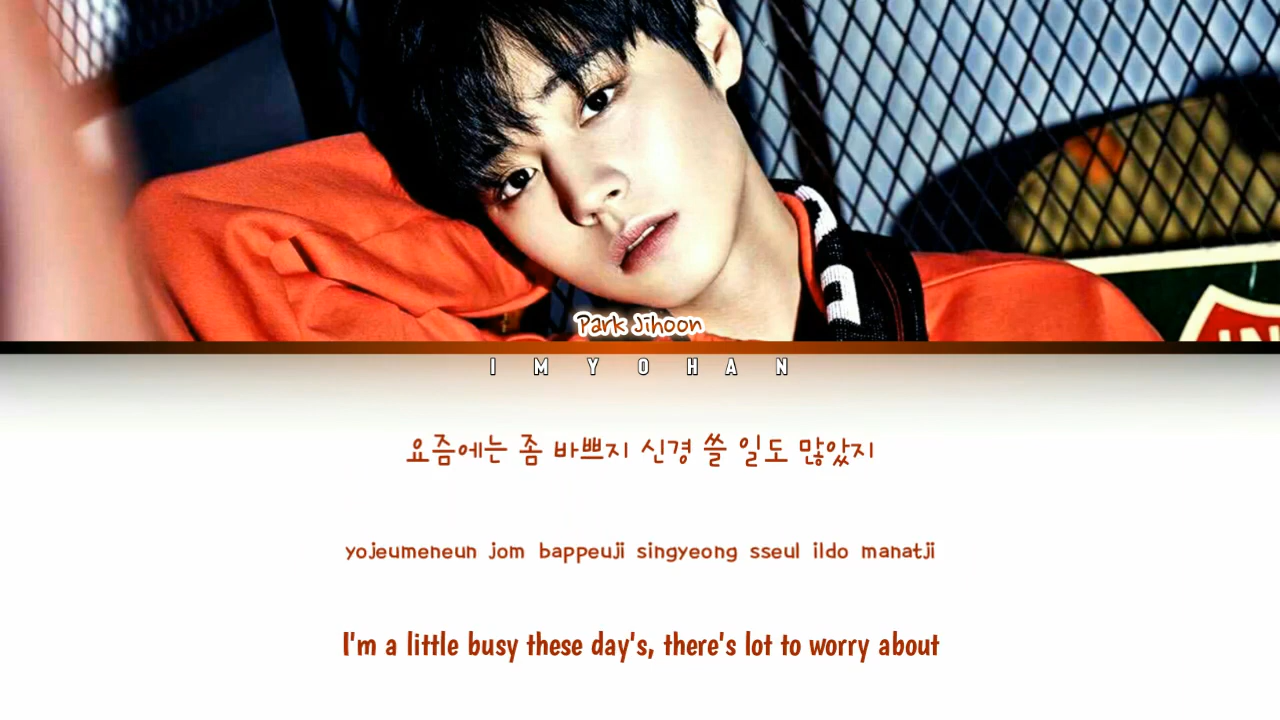 Park Jihoon
I M Y O H A N
요즘에는 좀 바쁘지 신경 쓸 일도 많았지
yojeumeneun jom bappeuji singyeong sseul ildo manatji
I'm a little busy these day's, there's lot to worry about